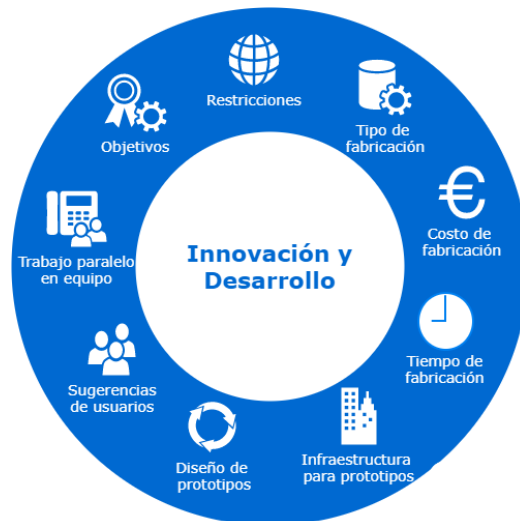 Restricciones
Tipo de
fabricación
Costo de
fabricación
Tiempo de
fabricación
Infraestructura
para prototipos
Diseño de
prototipos
Sugerencias
de usuarios
Trabajo paralelo
en equipo
Objetivos
Innovación y
Desarrollo